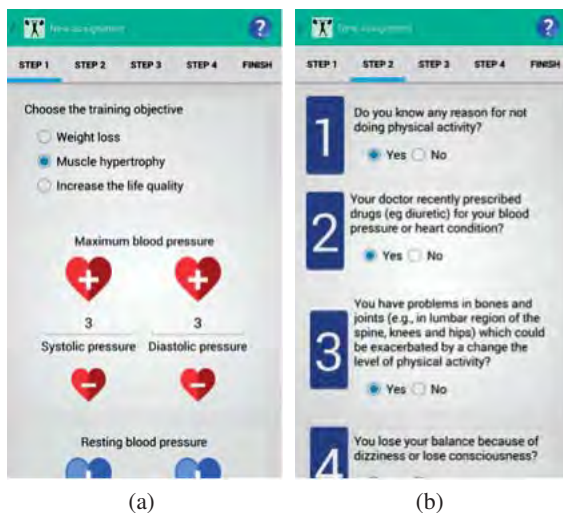 New assignment
?
STEP 1 STEP 2 STEP 3 STEP 4 FINISH
Choose the training objective
Weight loss
Muscle hypertrophy
Increase the life quality
Maximum blood pressure
3 3
Systolic pressure Diastolic pressure
Resting blood pressure
(a)
New assignment
?
STEP 1 STEP 2 STEP 3 STEP 4 FINISH
1
Do you know any reason for not
doing physical activity?
Yes No
2
Your doctor recently prescribed
drugs (eg diuretic) for your blood
pressure or heart condition?
Yes No
3
You have problems in bones and
joints (e.g., in lumbar region of the
spine, knees and hips) which could
be exacerbated by a change the
level of physical activity?
Yes No
4
You lose your balance because of
dizziness or lose consciousness?
(b)